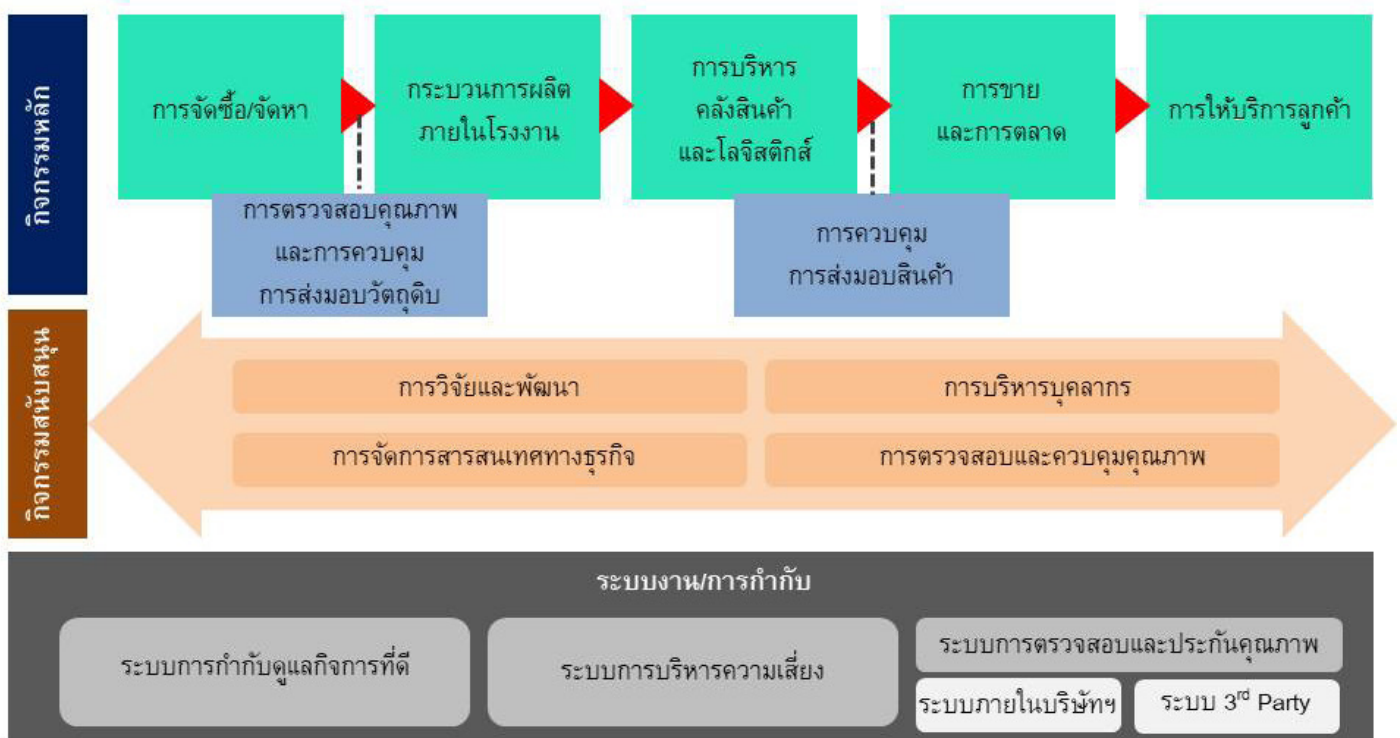 กิจกรรมหลัก
การจัดซื้อ/จัดหา
กระบวนการผลิต
ภายในโรงงาน
การบริหาร
คลังสินค้า
และโลจิสติกส์
การขาย
และการตลาด
การให้บริการลูกค้า
การตรวจสอบคุณภาพ
และการควบคุม
การส่งมอบวัตถุดิบ
การควบคุม
การส่งมอบสินค้า
กิจกรรมสนับสนุน
การวิจัยและพัฒนา
การบริหารบุคลากร
การจัดการสารสนเทศทางธุรกิจ
การตรวจสอบและควบคุมคุณภาพ
ระบบงาน/การกำกับ
ระบบการกำกับดูแลกิจการที่ดี
ระบบการบริหารความเสี่ยง
ระบบการตรวจสอบและประกันคุณภาพ
ระบบภายในบริษัทฯ
ระบบ 3rd Party